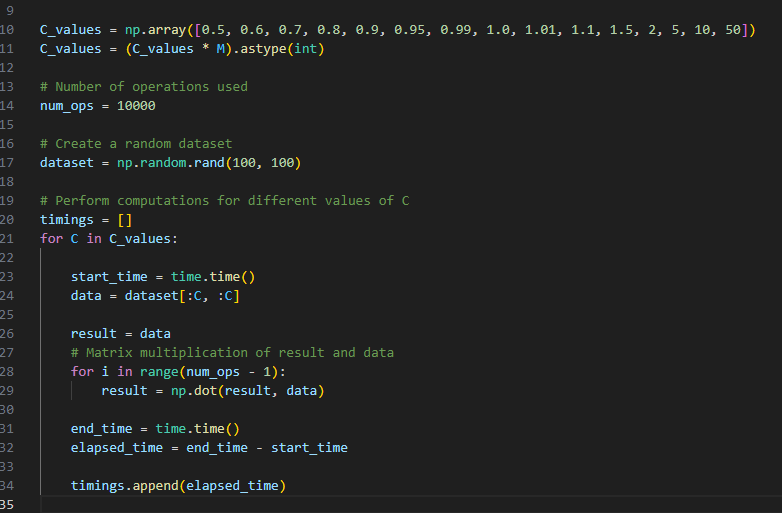 9
10 C_values = np.array([0.5, 0.6, 0.7, 0.8, 0.9, 0.95, 0.99, 1.0, 1.01, 1.1, 1.5, 2, 5, 10, 50])
11 C_values = (C_values * M).astype(int)
12
13 # Number of operations used
14 num_ops = 10000
15
16 # Create a random dataset
17 dataset = np.random.rand(100, 100)
18
19 # Perform computations for different values of C
20 timings = []
21 for C in C_values:
22
23     start_time = time.time()
24     data = dataset[:C, :C]
25
26     result = data
27     # Matrix multiplication of result and data
28     for i in range(num_ops - 1):
29         result = np.dot(result, data)
30
31     end_time = time.time()
32     elapsed_time = end_time - start_time
33
34     timings.append(elapsed_time)
35